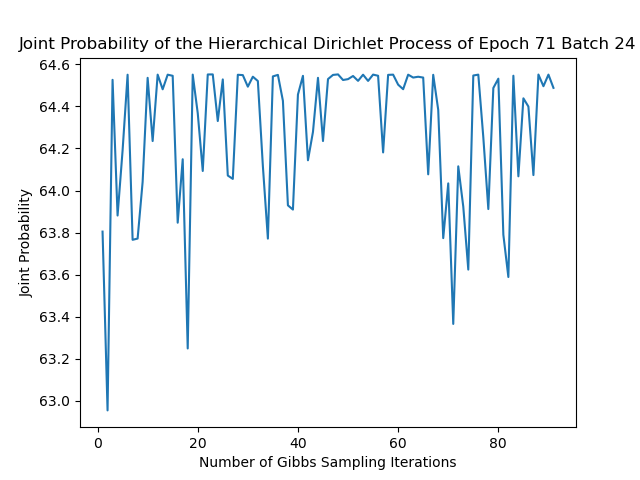 Joint Probability of the Hierarchical Dirichlet Process of Epoch 71 Batch 24
64.6
64.4
64.2
64.0
63.8
63.6
63.4
63.2
63.0
Joint Probability
0 20 40 60 80
Number of Gibbs Sampling Iterations